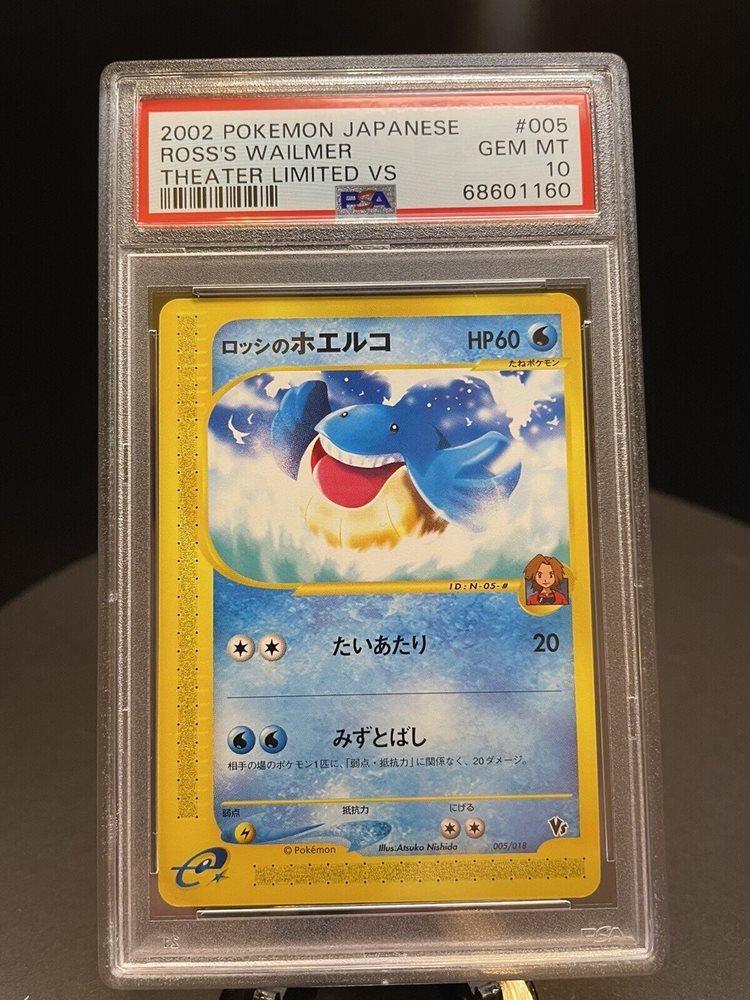 2002 POKEMON JAPANESE #005
ROSS'S WAILMER GEM MT
THEATER LIMITED VS 10
PSA 68601160
ロッシのホエルコ HP60
たねポケモン
ID:N-05-#
たいあたり 20
みずとばし
相手の場のポケモン1匹に、「弱点・抵抗力」に関係なく、20ダメージ。
弱点 抵抗力 にげる
© Pokémon Illus.Atsuko Nishida 005/018 Vs
e
PSA